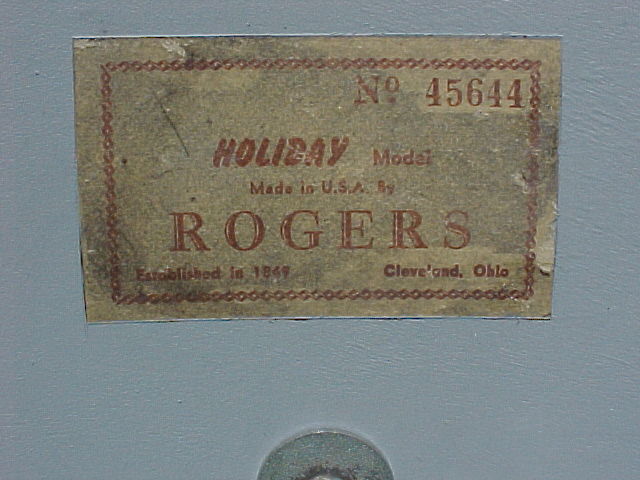 Nº 45644
HOLIDAY Model
Made in U.S.A. By
ROGERS
Established in 1849 Cleveland, Ohio